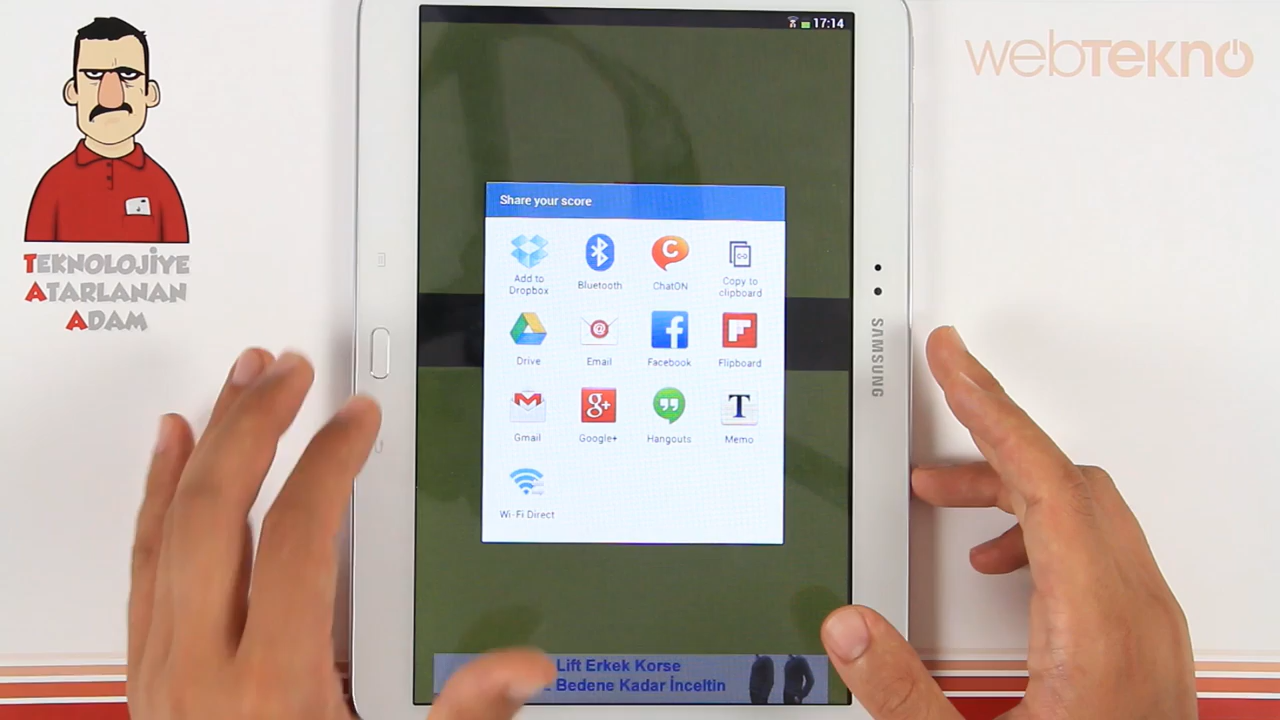 TEKNOLOJİYE
ATARLANAN
ADAM
webTEKNO
17:14
Share your score
Add to
Dropbox
Bluetooth
ChatON
Copy to
clipboard
Drive
Email
Facebook
Flipboard
Gmail
Google+
Hangouts
Memo
Wi-Fi Direct
SAMSUNG
Lift Erkek Korse
Bedene Kadar İnceltin